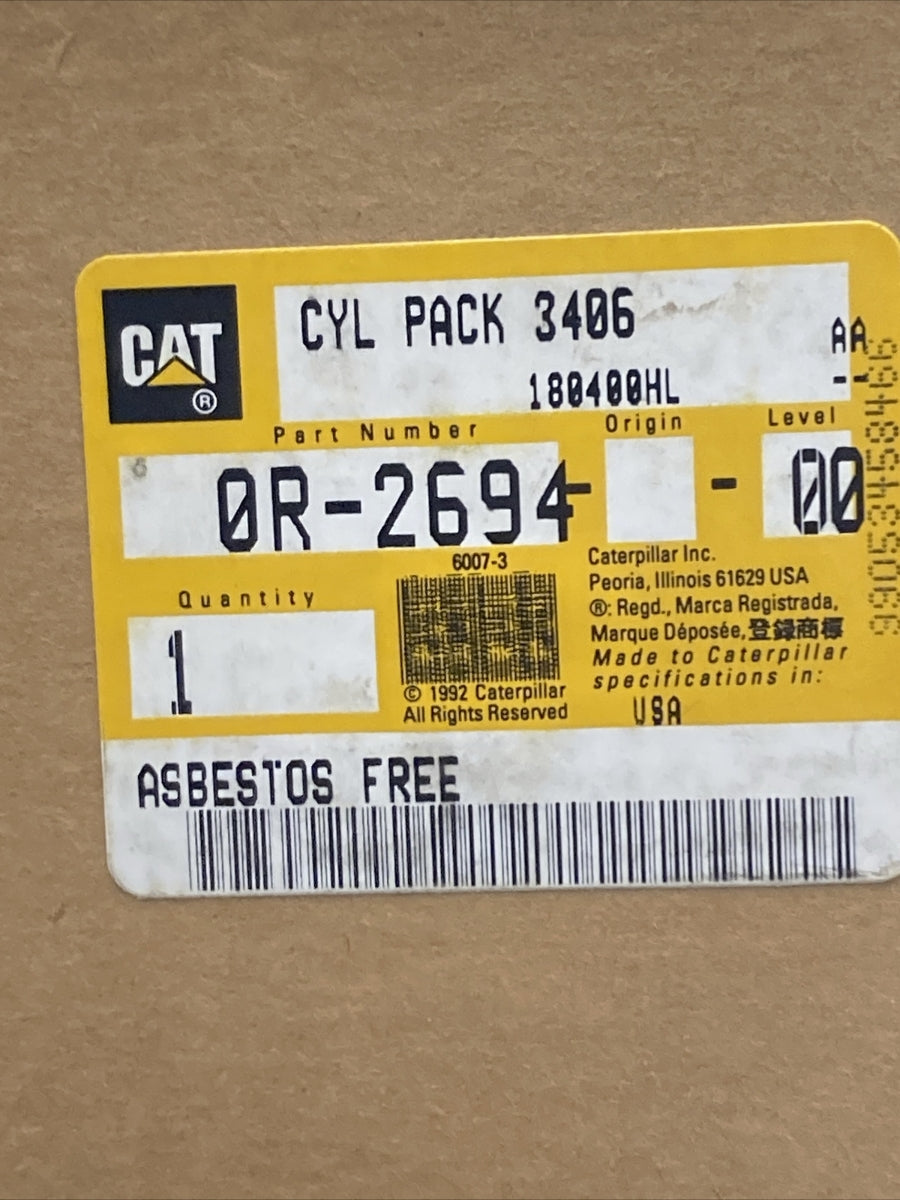 CAT
®
CYL PACK 3406
AA
180400HL
--
Part Number
Origin
Level
6
0R-2694-
-
00
6007-3
Quantity
1
Caterpillar Inc.
Peoria, Illinois 61629 USA
®: Regd., Marca Registrada,
Marque Déposée, 登録商標
Made to Caterpillar
specifications in:
USA
© 1992 Caterpillar
All Rights Reserved
ASBESTOS FREE